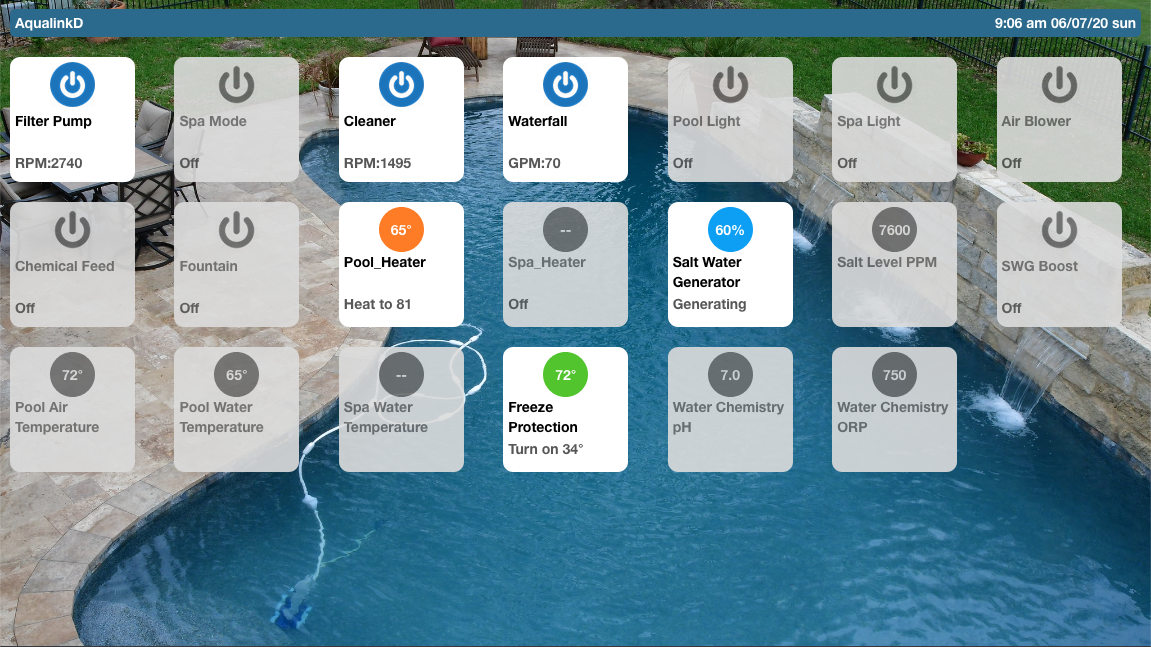 AqualinkD
9:06 am 06/07/20 sun
Filter Pump
RPM:2740
Spa Mode
Off
Cleaner
RPM:1495
Waterfall
GPM:70
Pool Light
Off
Spa Light
Off
Air Blower
Off
Chemical Feed
Off
Fountain
Off
65°
Pool_Heater
Heat to 81
--
Spa_Heater
Off
60%
Salt Water
Generator
Generating
7600
Salt Level PPM
SWG Boost
Off
72°
Pool Air
Temperature
65°
Pool Water
Temperature
--
Spa Water
Temperature
72°
Freeze
Protection
Turn on 34°
7.0
Water Chemistry
pH
750
Water Chemistry
ORP